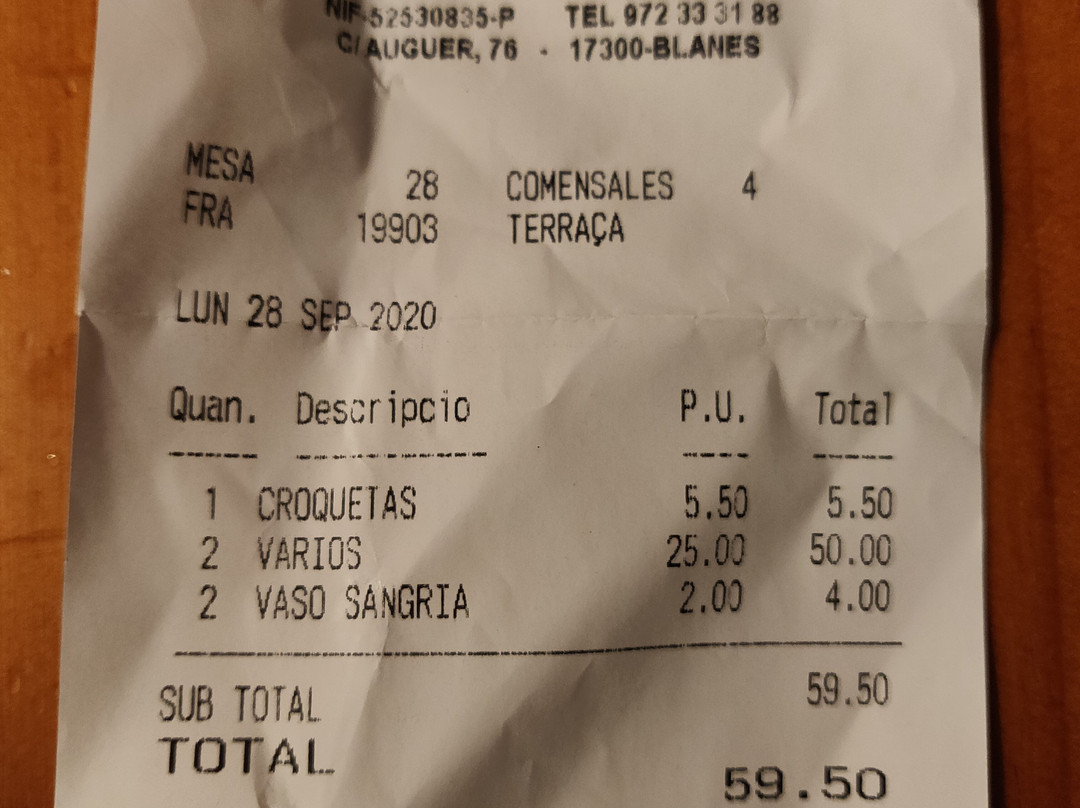 NIF-52530835-P TEL 972 33 31 88
C/ AUGUER, 76 - 17300-BLANES
MESA 28 COMENSALES 4
FRA 19903 TERRAÇA
LUN 28 SEP 2020
Quan. Descripcio P.U. Total
1 CROQUETAS 5.50 5.50
2 VARIOS 25.00 50.00
2 VASO SANGRIA 2.00 4.00
SUB TOTAL 59.50
TOTAL 59.50